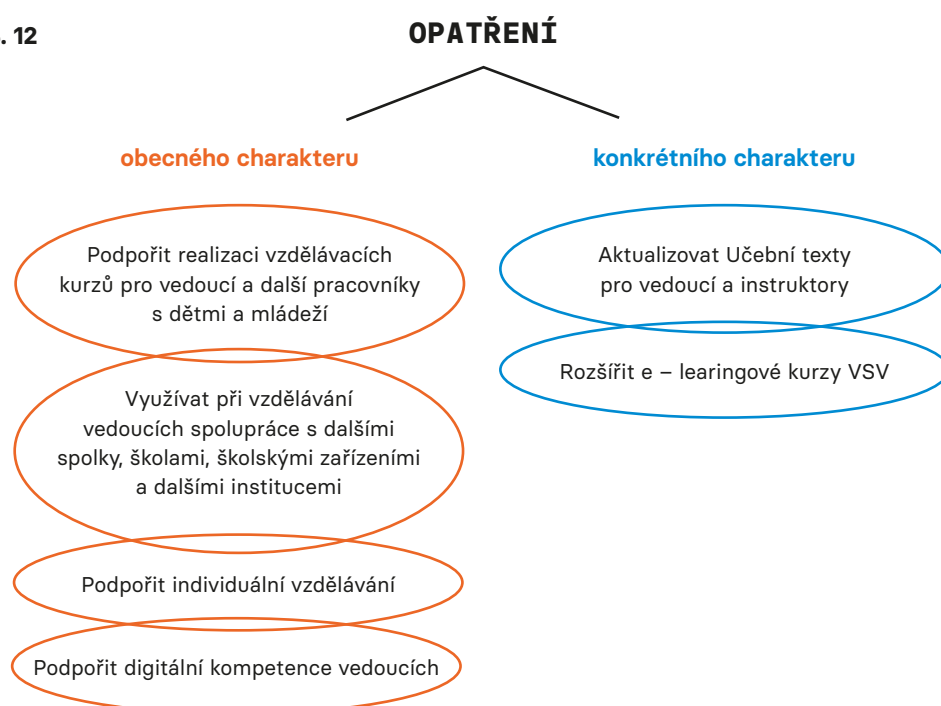 . 12
OPATŘENÍ
obecného charakteru
konkrétního charakteru
Podpořit realizaci vzdělávacích
kurzů pro vedoucí a další pracovníky
s dětmi a mládeží
Využívat při vzdělávání
vedoucích spolupráce s dalšími
spolky, školami, školskými zařízeními
a dalšími institucemi
Podpořit individuální vzdělávání
Podpořit digitální kompetence vedoucích
Aktualizovat Učební texty
pro vedoucí a instruktory
Rozšířit e – learingové kurzy VSV